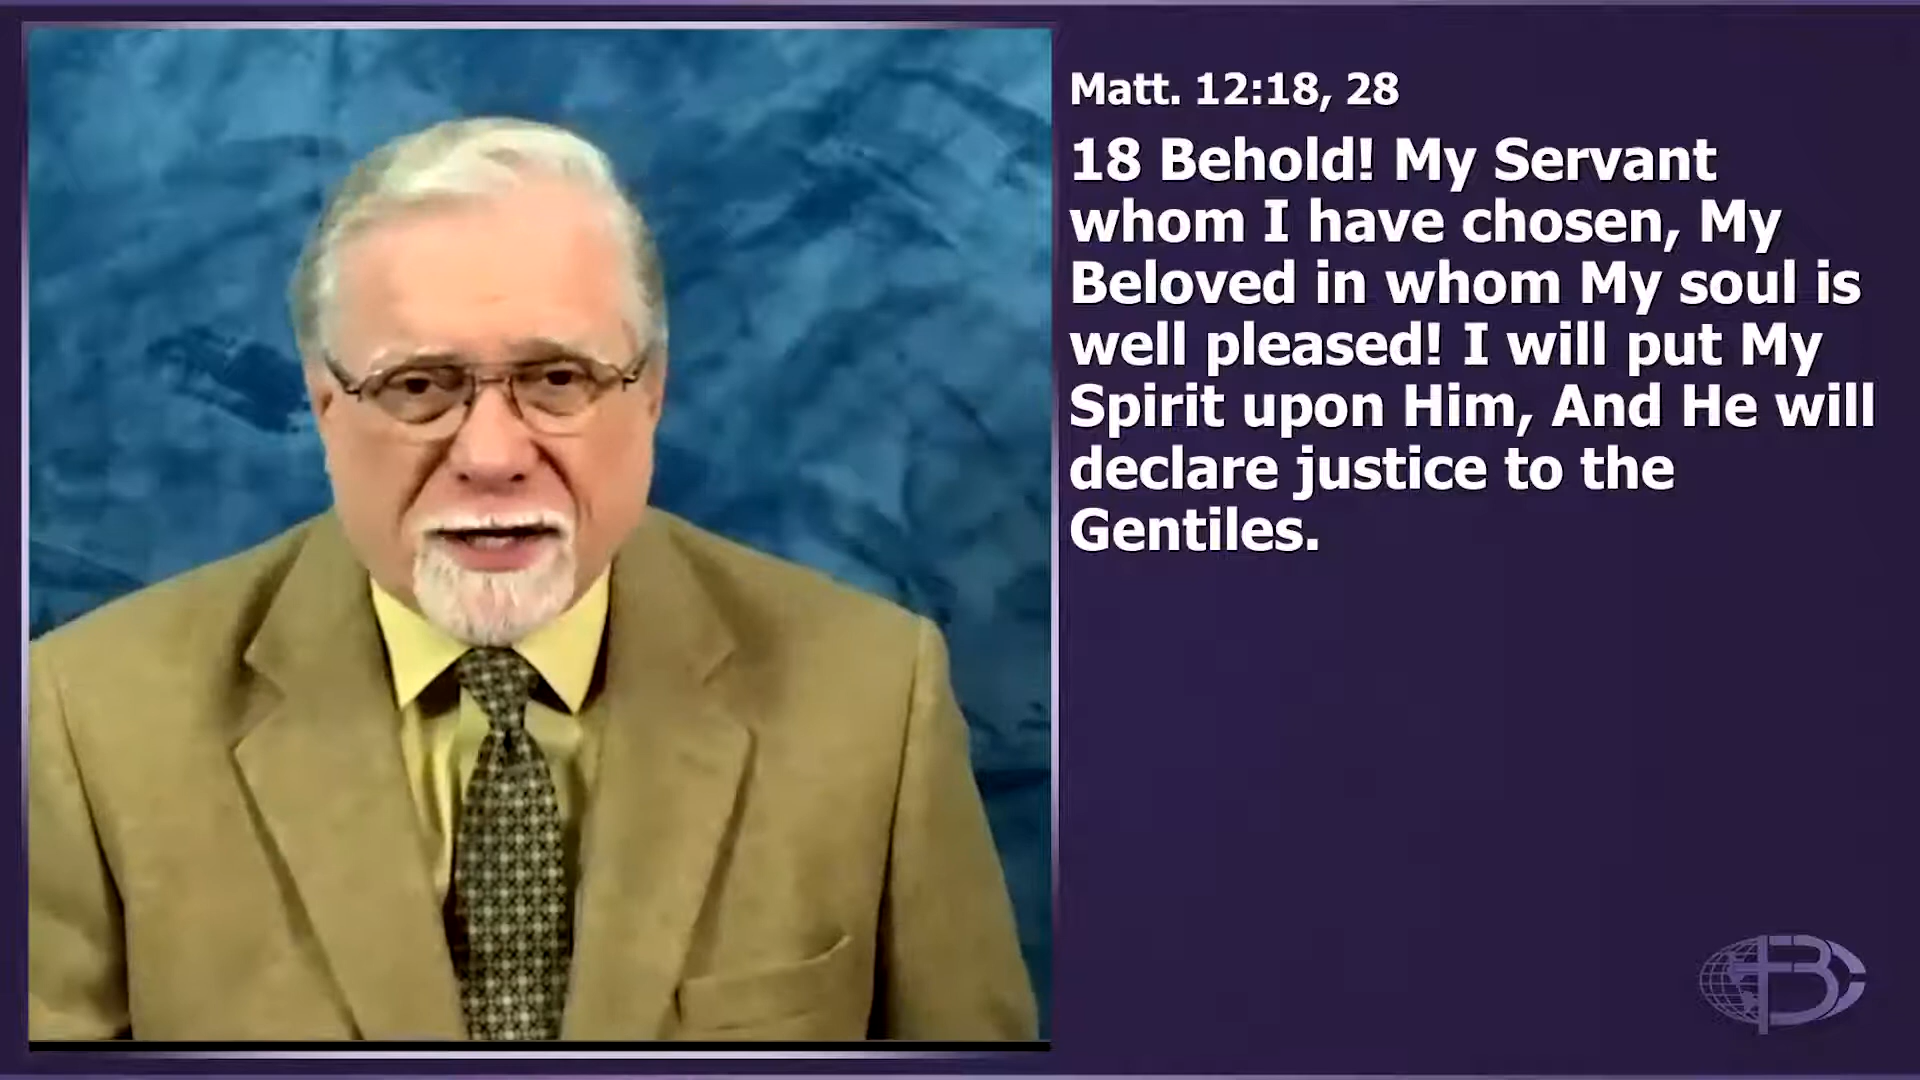 Matt. 12:18, 28
18 Behold! My Servant
whom I have chosen, My
Beloved in whom My soul is
well pleased! I will put My
Spirit upon Him, And He will
declare justice to the
Gentiles.